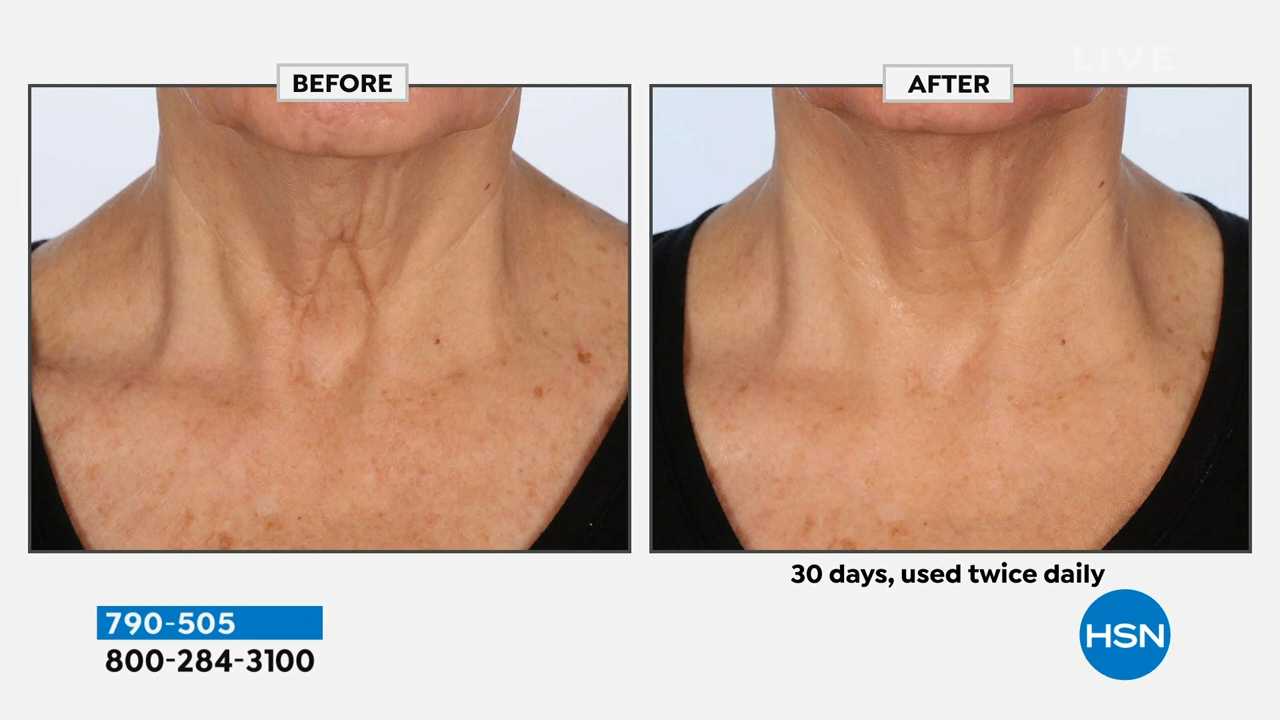 LIVE
BEFORE
AFTER
30 days, used twice daily
790-505
800-284-3100
HSN